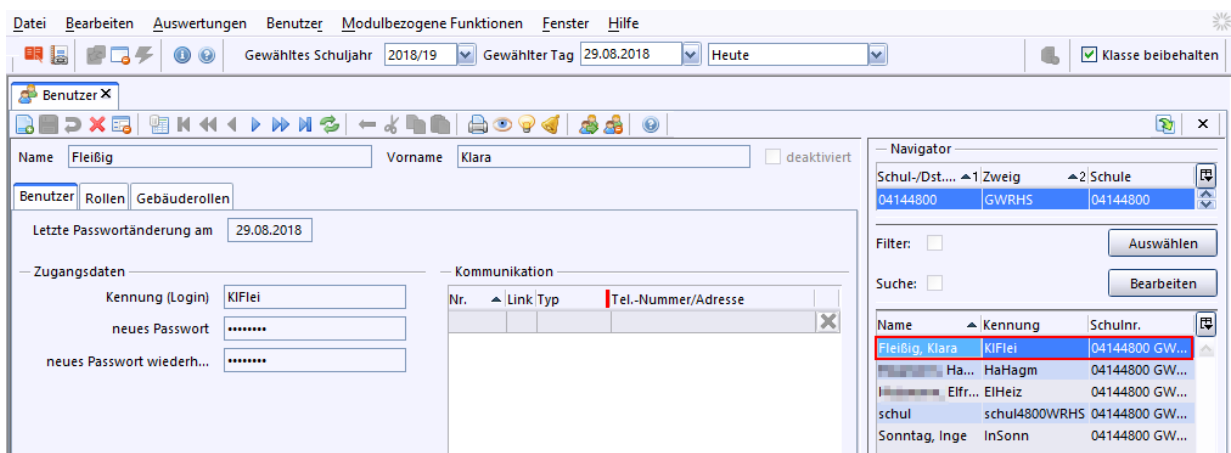 Datei Bearbeiten Auswertungen Benutzer Modulbezogene Funktionen Fenster Hilfe
Gewähltes Schuljahr 2018/19 Gewählter Tag 29.08.2018 Heute Klasse beibehalten
Benutzer
Name Fleißig Vorname Klara deaktiviert
Benutzer Rollen Gebäuderollen
Letzte Passwortänderung am 29.08.2018
Zugangsdaten
Kennung (Login) KlFlei
neues Passwort ••••••••
neues Passwort wiederh... ••••••••
Kommunikation
Nr. Link Typ Tel.-Nummer/Adresse
Navigator
Schul-/Dst.... 1 Zweig 2 Schule
04144800 GWRHS 04144800
Filter: Auswählen
Suche: Bearbeiten
Name Kennung Schulnr.
Fleißig, Klara KlFlei 04144800 GW...
Ha... HaHagm 04144800 GW...
, Elfr... ElHeiz 04144800 GW...
schul schul4800WRHS 04144800 GW...
Sonntag, Inge InSonn 04144800 GW...